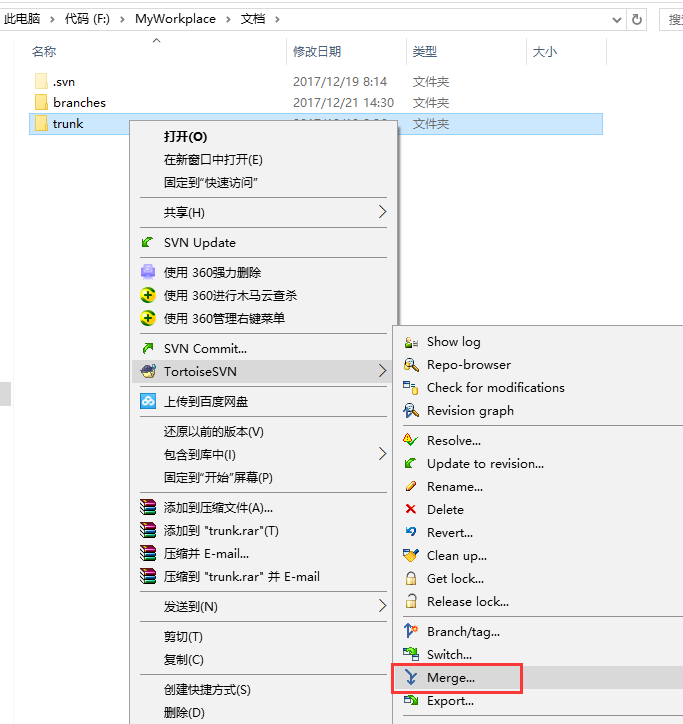 此电脑 > 代码 (F:) > MyWorkplace > 文档 >
名称 修改日期 类型 大小
.svn 2017/12/19 8:14 文件夹
branches 2017/12/21 14:30 文件夹
trunk 文件夹
打开(O)
在新窗口中打开(E)
固定到"快速访问"
共享(H)
SVN Update
使用 360强力删除
使用 360进行木马云查杀
使用 360管理右键菜单
SVN Commit...
TortoiseSVN
上传到百度网盘
还原以前的版本(V)
包含到库中(I)
固定到"开始"屏幕(P)
添加到压缩文件(A)...
添加到 "trunk.rar"(T)
压缩并 E-mail...
压缩到 "trunk.rar" 并 E-mail
发送到(N)
剪切(T)
复制(C)
创建快捷方式(S)
删除(D)
Show log
Repo-browser
Check for modifications
Revision graph
Resolve...
Update to revision...
Rename...
Delete
Revert...
Clean up...
Get lock...
Release lock...
Branch/tag...
Switch...
Merge...
Export...